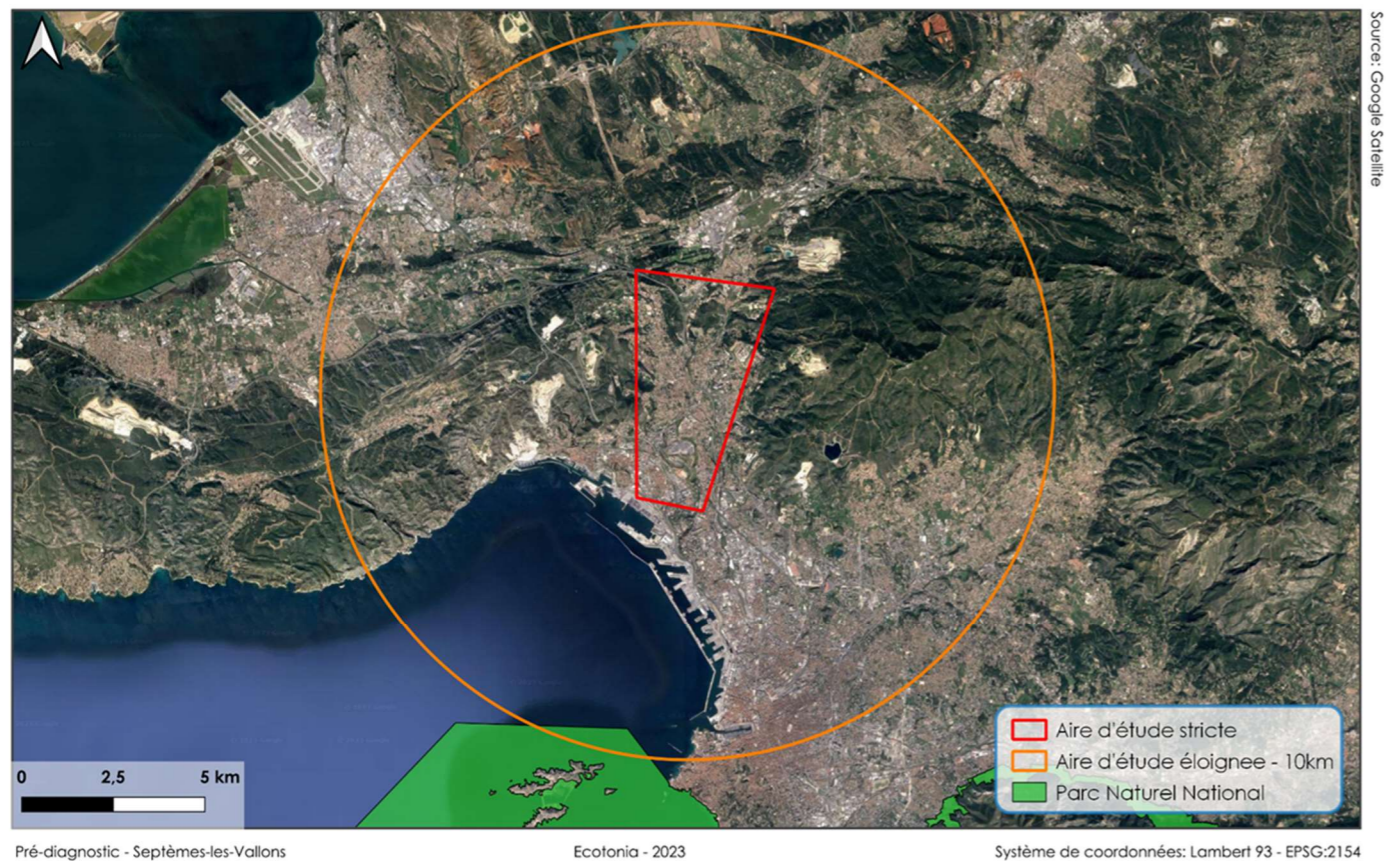 Source: Google Satellite
0 2,5 5 km
Aire d'étude stricte
Aire d'étude éloignee - 10km
Parc Naturel National
Pré-diagnostic - Septèmes-les-Vallons
Ecotonia - 2023
Système de coordonnées: Lambert 93 - EPSG:2154